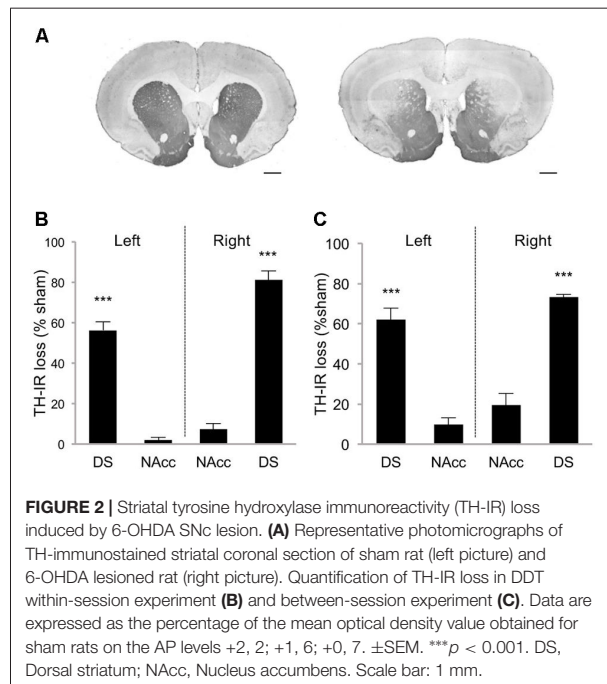 A
B
Left
Right
TH-IR loss (% sham)
100
80
60
40
20
0
***
***
DS
NAcc
NAcc
DS
C
Left
Right
TH-IR loss (%sham)
100
80
60
40
20
0
***
***
DS
NAcc
NAcc
DS
FIGURE 2 | Striatal tyrosine hydroxylase immunoreactivity (TH-IR) loss
induced by 6-OHDA SNc lesion. (A) Representative photomicrographs of
TH-immunostained striatal coronal section of sham rat (left picture) and
6-OHDA lesioned rat (right picture). Quantification of TH-IR loss in DDT
within-session experiment (B) and between-session experiment (C). Data are
expressed as the percentage of the mean optical density value obtained for
sham rats on the AP levels +2, 2; +1, 6; +0, 7. ±SEM. ***p < 0.001. DS,
Dorsal striatum; NAcc, Nucleus accumbens. Scale bar: 1 mm.